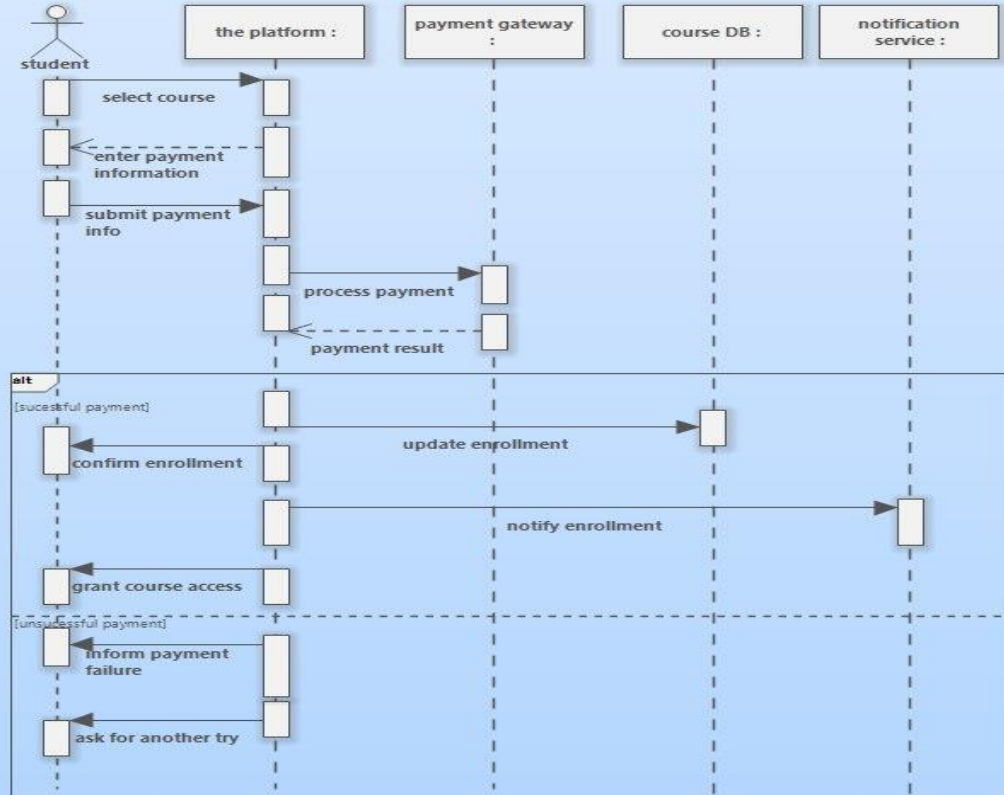 student
the platform :
payment gateway
:
course DB :
notification
service :
select course
enter payment
information
submit payment
info
process payment
payment result
alt
[sucessful payment]
update enrollment
confirm enrollment
notify enrollment
grant course access
[unsucessful payment]
inform payment
failure
ask for another try